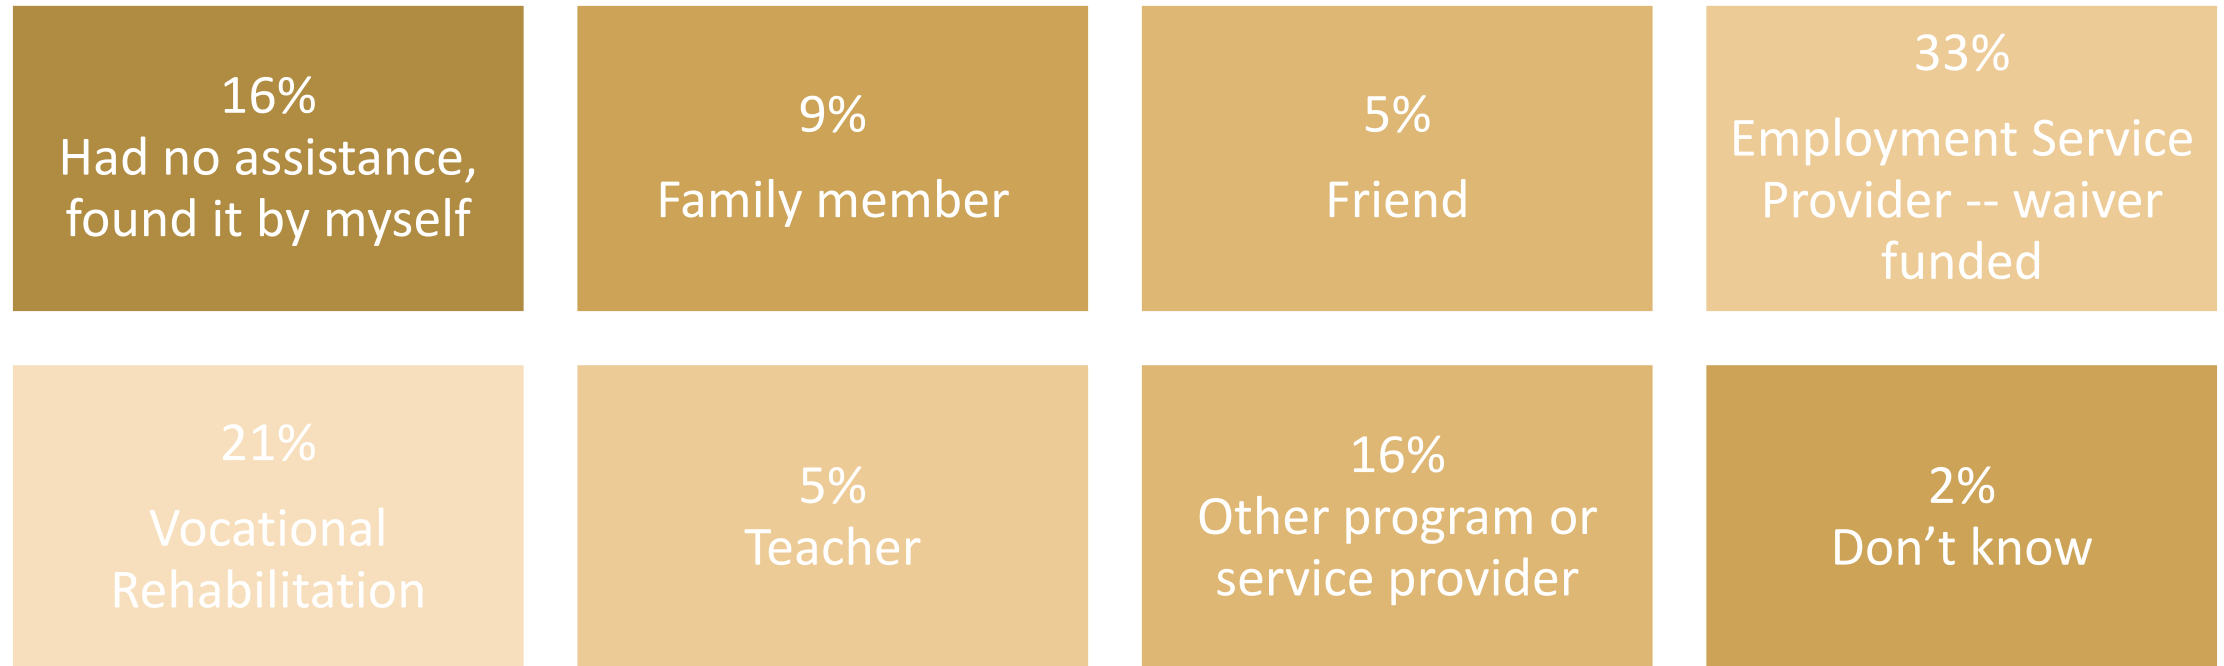 16%
Had no assistance,
found it by myself
9%
Family member
5%
Friend
33%
Employment Service
Provider -- waiver
funded
21%
Vocational
Rehabilitation
5%
Teacher
16%
Other program or
service provider
2%
Don’t know